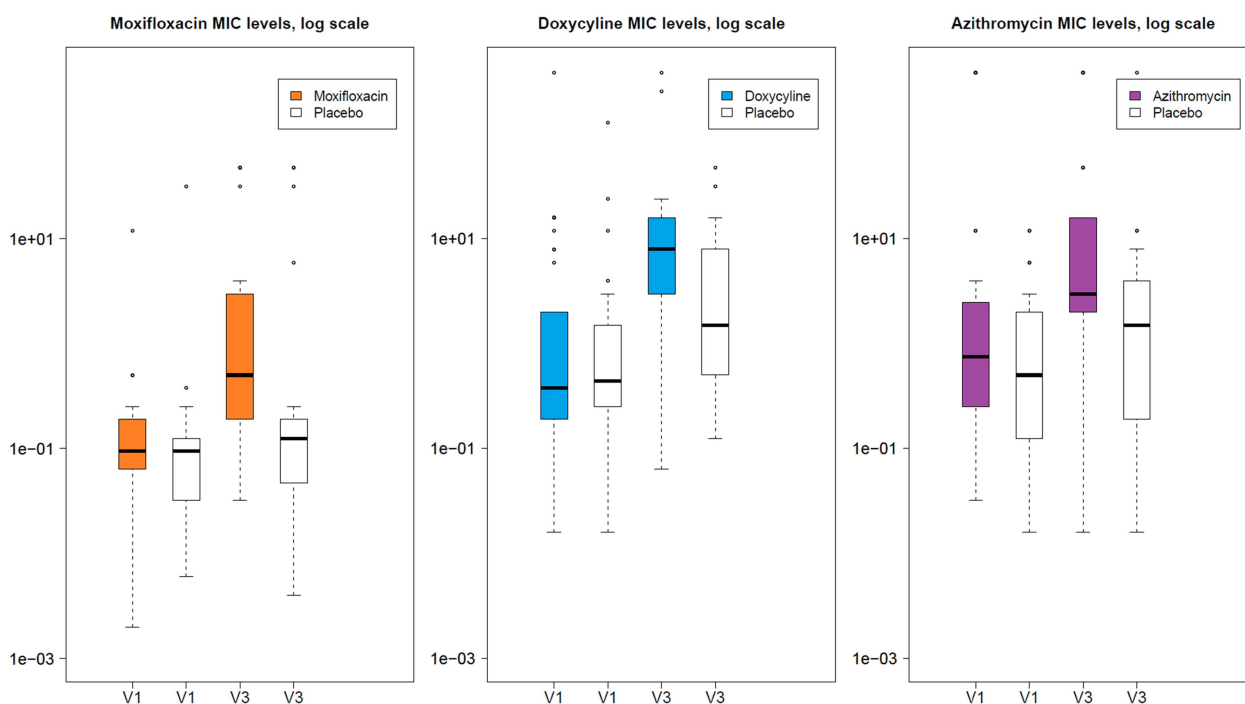 Moxifloxacin MIC levels, log scale
Moxifloxacin
Placebo
1e+01
1e−01
1e−03
V1 V1 V3 V3
Doxycyline MIC levels, log scale
Doxycyline
Placebo
1e+01
1e−01
1e−03
V1 V1 V3 V3
Azithromycin MIC levels, log scale
Azithromycin
Placebo
1e+01
1e−01
1e−03
V1 V1 V3 V3